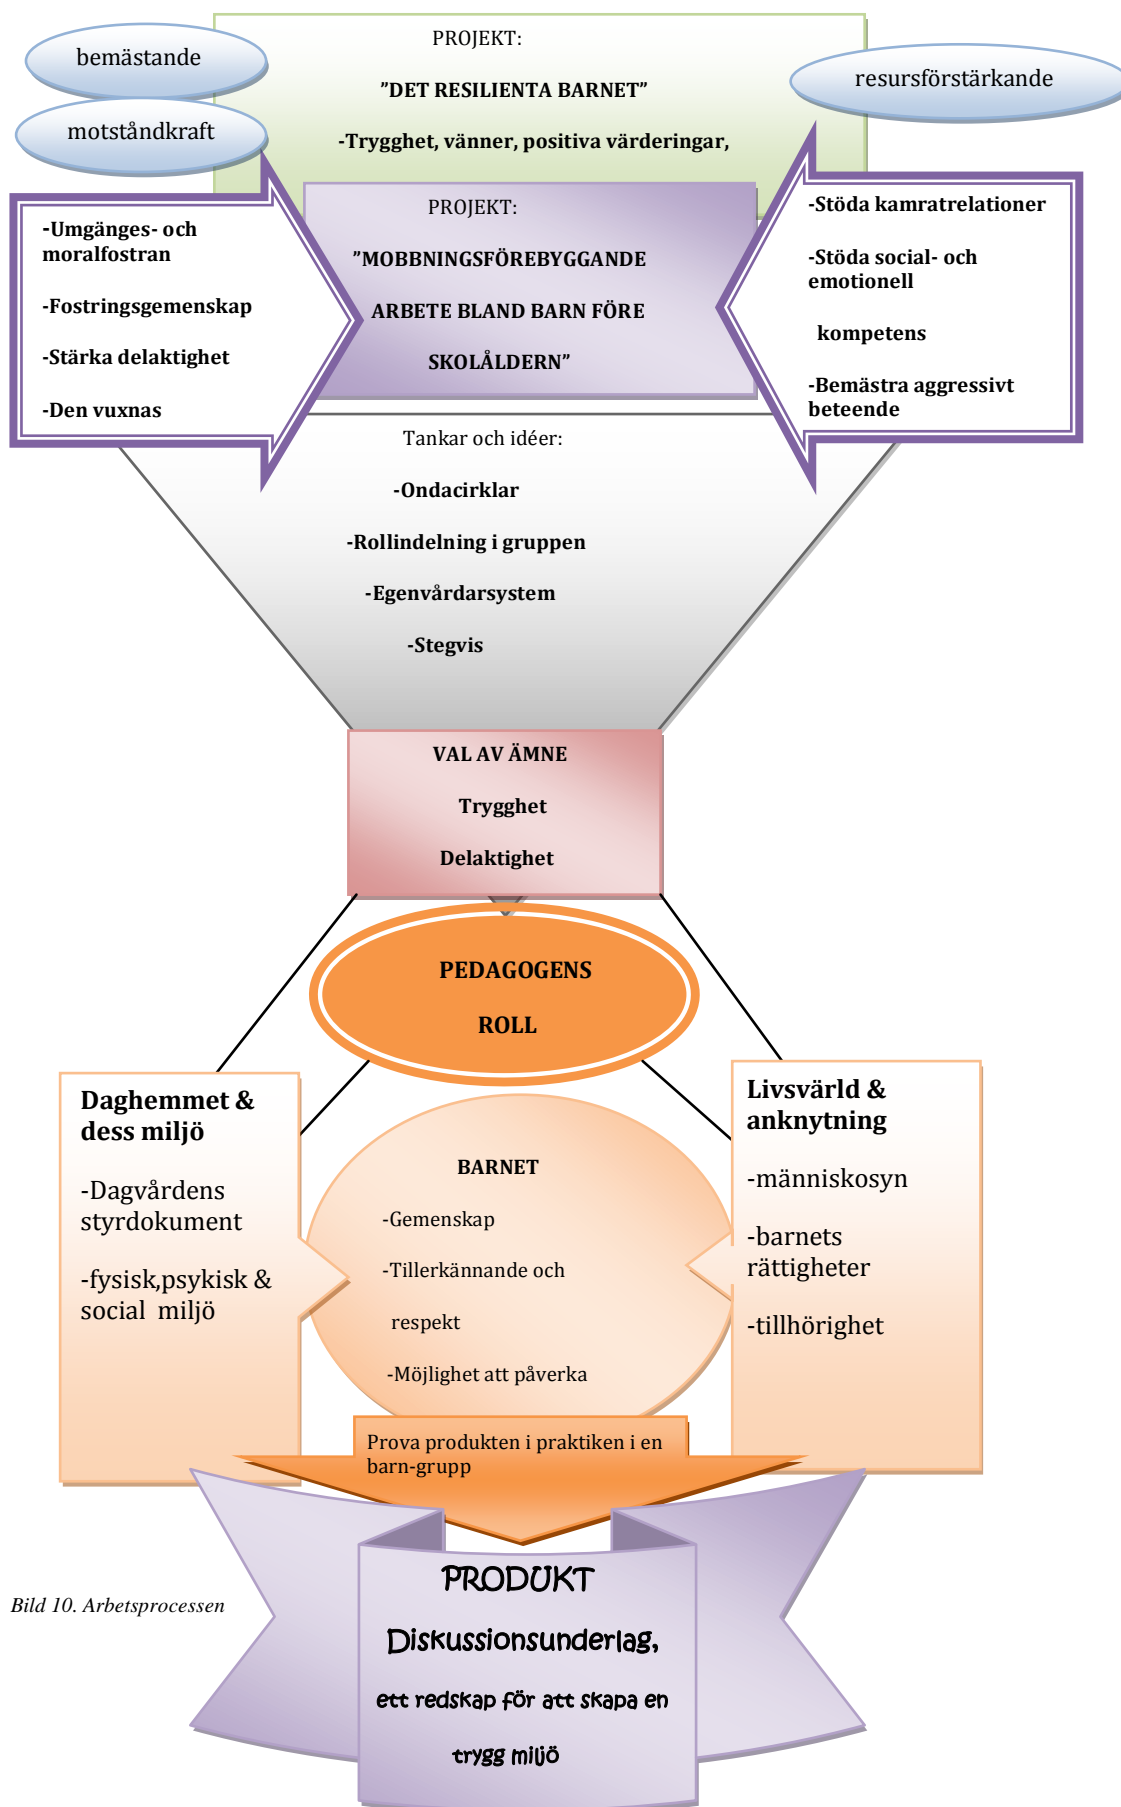 bemästande
motståndkraft
resursförstärkande
PROJEKT:
”DET RESILIENTA BARNET”
-Trygghet, vänner, positiva värderingar,
-Umgänges- och
moralfostran
-Fostringsgemenskap
-Stärka delaktighet
-Den vuxnas
PROJEKT:
”MOBBNINGSFÖREBYGGANDE
ARBETE BLAND BARN FÖRE
SKOLÅLDERN”
-Stöda kamratrelationer
-Stöda social- och
emotionell
kompetens
-Bemästra aggressivt
beteende
Tankar och idéer:
-Ondacirklar
-Rollindelning i gruppen
-Egenvårdarsystem
-Stegvis
VAL AV ÄMNE
Trygghet
Delaktighet
PEDAGOGENS
ROLL
Daghemmet &
dess miljö
-Dagvårdens
styrdokument
-fysisk,psykisk &
social miljö
BARNET
-Gemenskap
-Tillerkännande och
respekt
-Möjlighet att påverka
Livsvärld &
anknytning
-människosyn
-barnets
rättigheter
-tillhörighet
Prova produkten i praktiken i en
barn-grupp
PRODUKT
Diskussionsunderlag,
ett redskap för att skapa en
trygg miljö
Bild 10. Arbetsprocessen